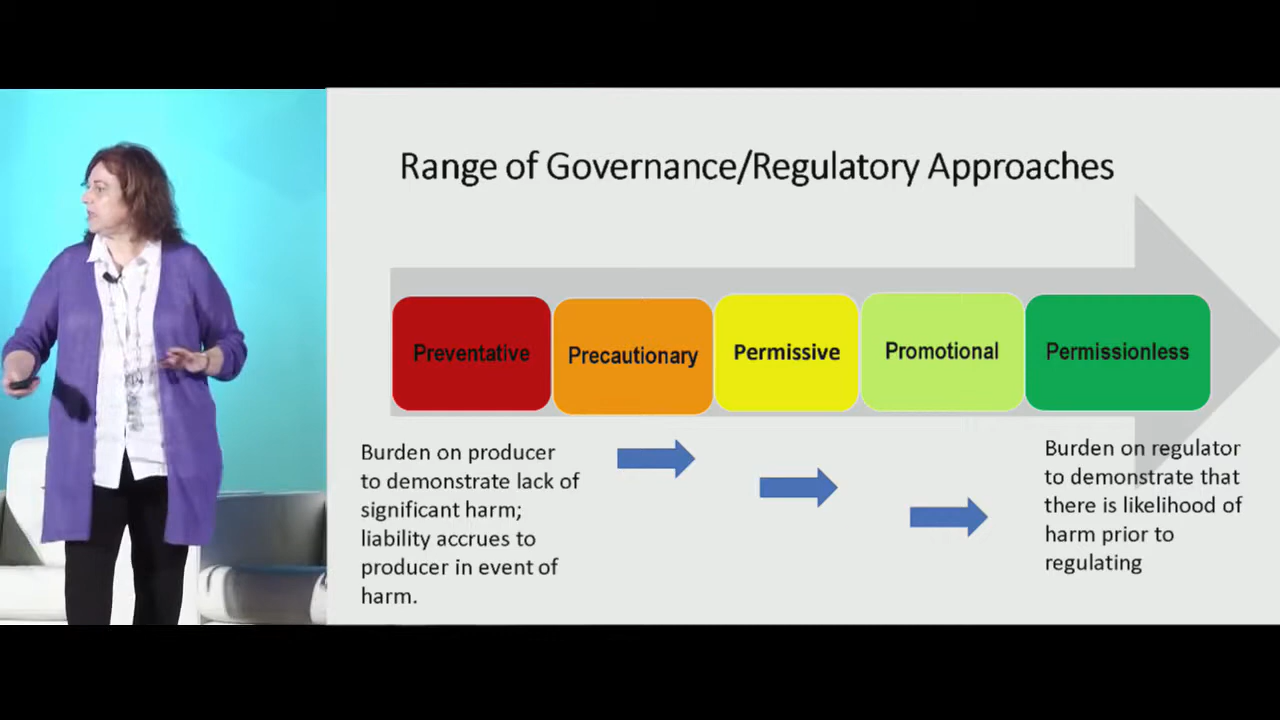 Range of Governance/Regulatory Approaches
Preventative
Precautionary
Permissive
Promotional
Permissionless
Burden on producer
to demonstrate lack of
significant harm;
liability accrues to
producer in event of
harm.
Burden on regulator
to demonstrate that
there is likelihood of
harm prior to
regulating